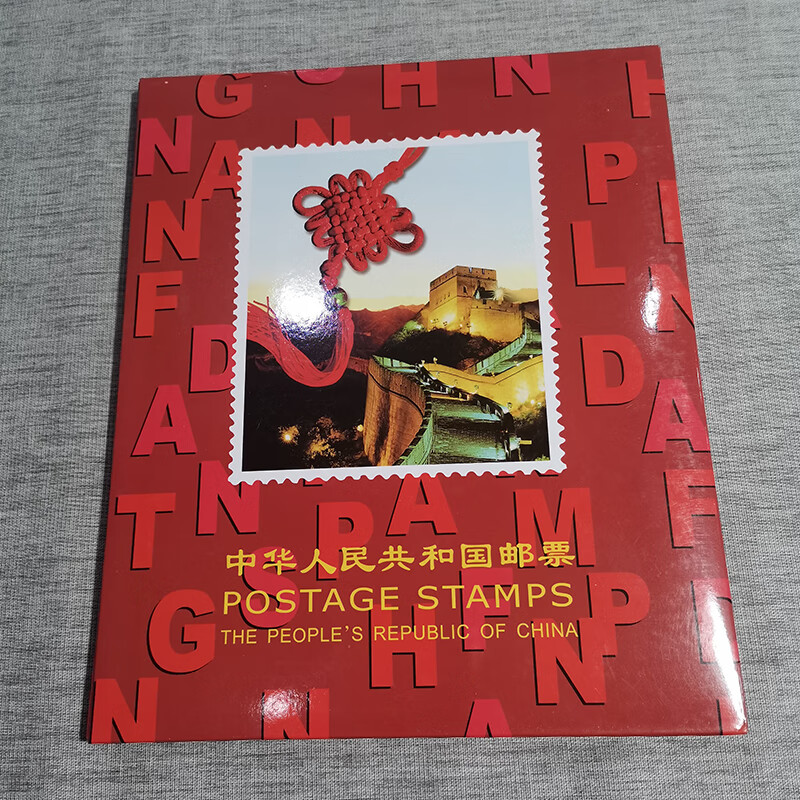 中华人民共和国邮票
POSTAGE STAMPS
THE PEOPLE'S REPUBLIC OF CHINA